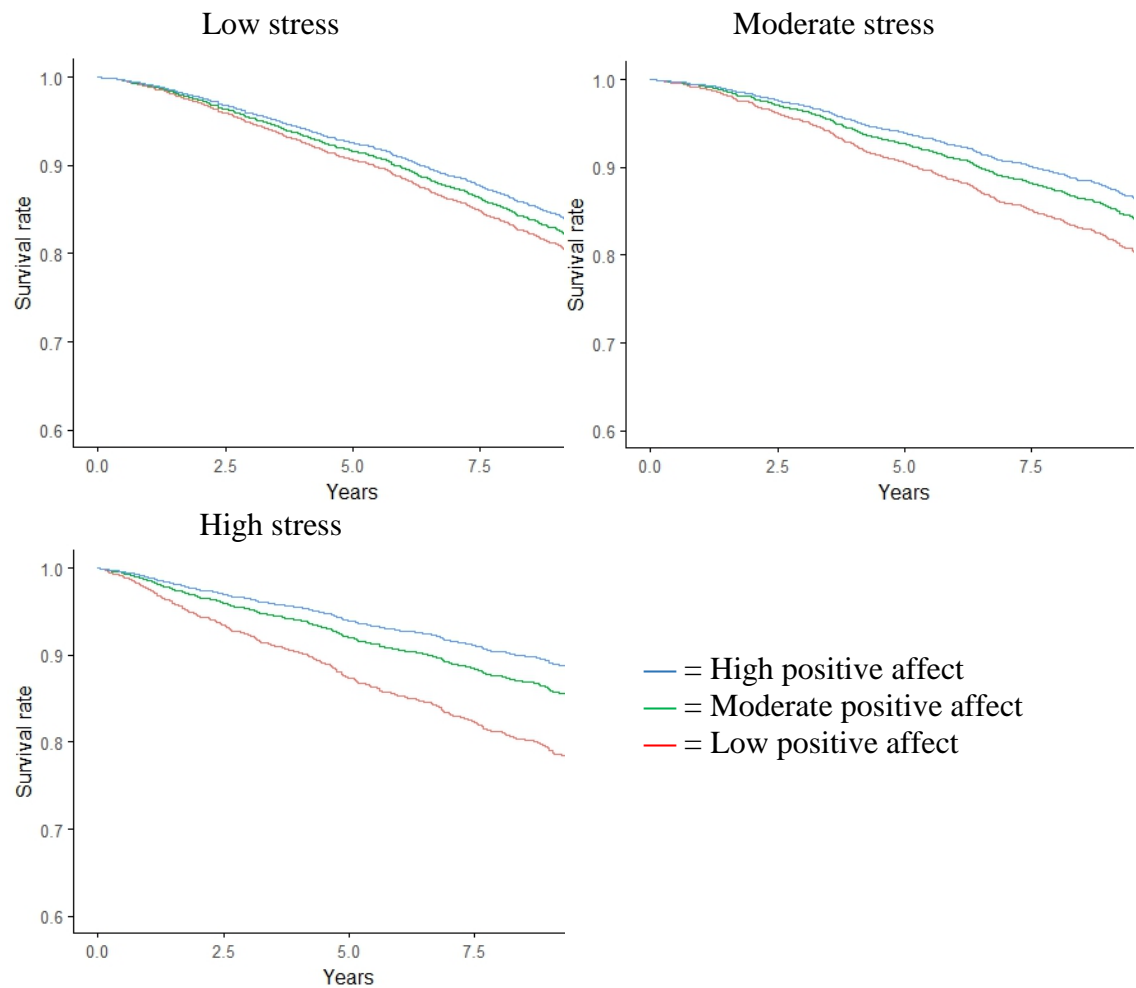 Low stress
1.0
0.9
0.8
0.7
0.6
Survival rate
0.0 2.5 5.0 7.5
Years
Moderate stress
1.0
0.9
0.8
0.7
0.6
Survival rate
0.0 2.5 5.0 7.5
Years
High stress
1.0
0.9
0.8
0.7
0.6
Survival rate
0.0 2.5 5.0 7.5
Years
= High positive affect
= Moderate positive affect
= Low positive affect